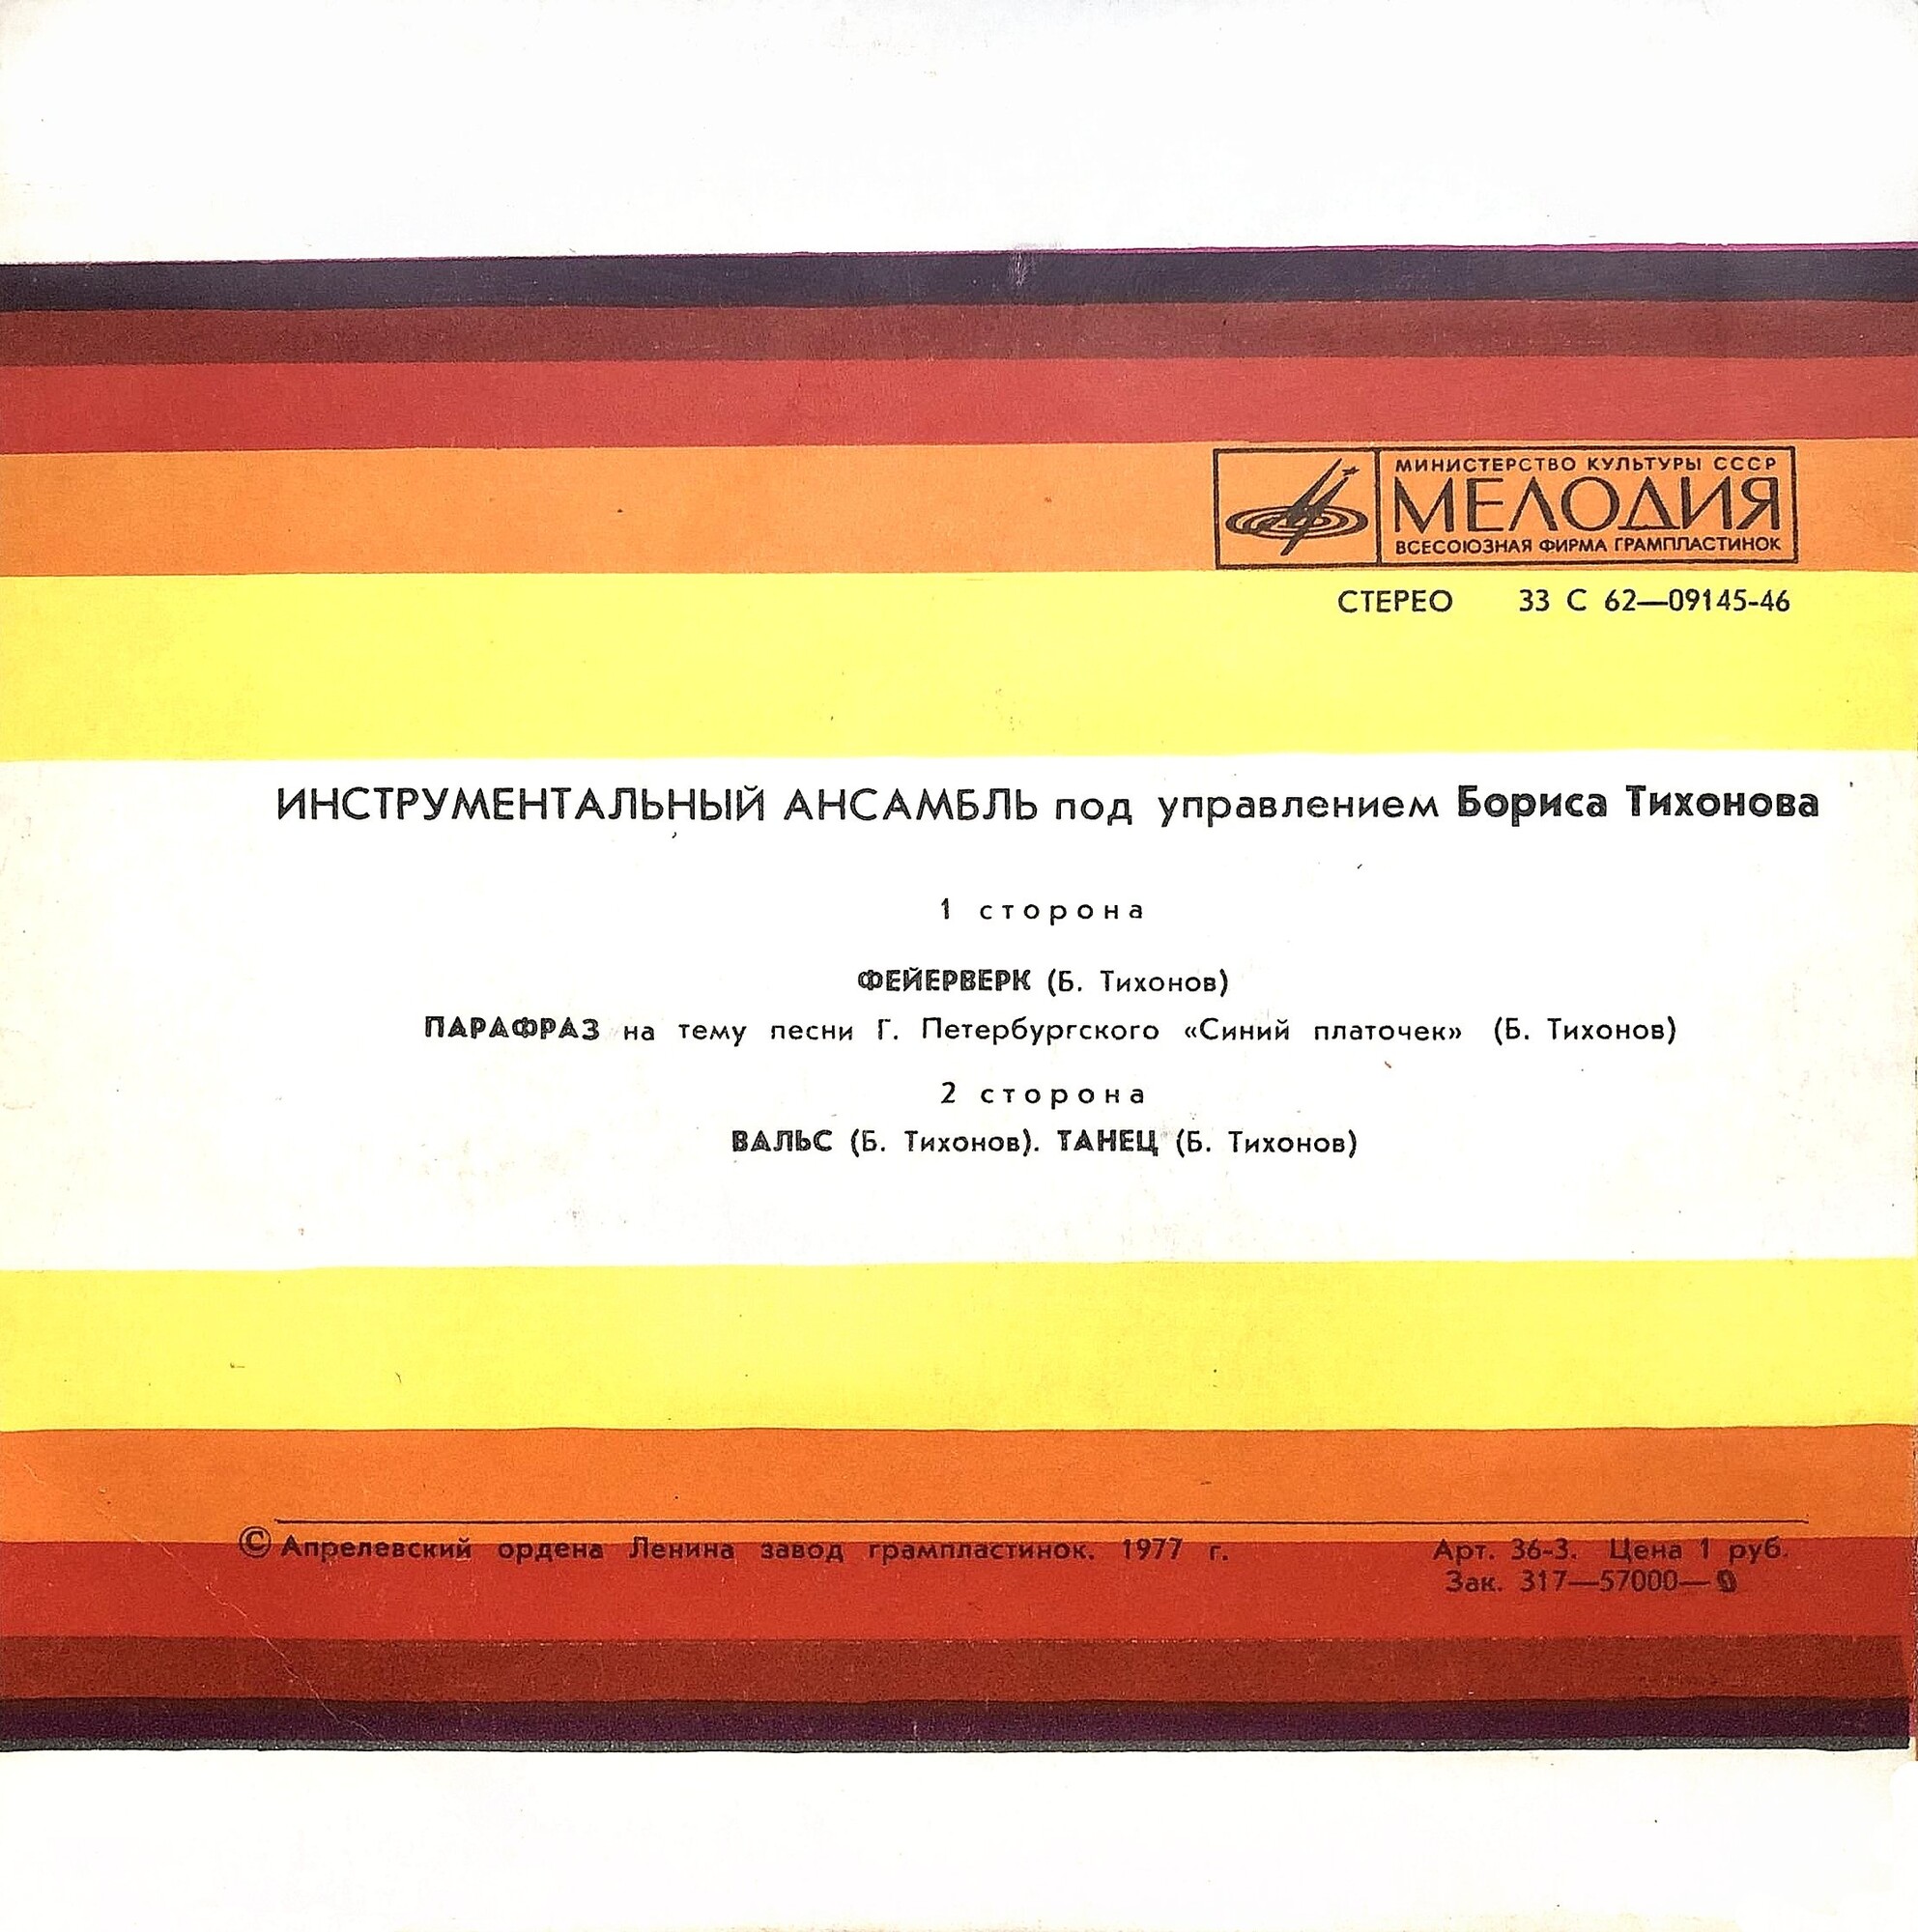 МИНИСТЕРСТВО КУЛЬТУРЫ СССР
МЕЛОДИЯ
ВСЕСОЮЗНАЯ ФИРМА ГРАМПЛАСТИНОК
СТЕРЕО 33 С 62—09145-46
ИНСТРУМЕНТАЛЬНЫЙ АНСАМБЛЬ под управлением Бориса Тихонова
1 сторона
ФЕЙЕРВЕРК (Б. Тихонов)
ПАРАФРАЗ на тему песни Г. Петербургского «Синий платочек» (Б. Тихонов)
2 сторона
ВАЛЬС (Б. Тихонов). ТАНЕЦ (Б. Тихонов)
© Апрелевский ордена Ленина завод грампластинок. 1977 г. Арт. 36-3. Цена 1 руб.
Зак. 317—57000—